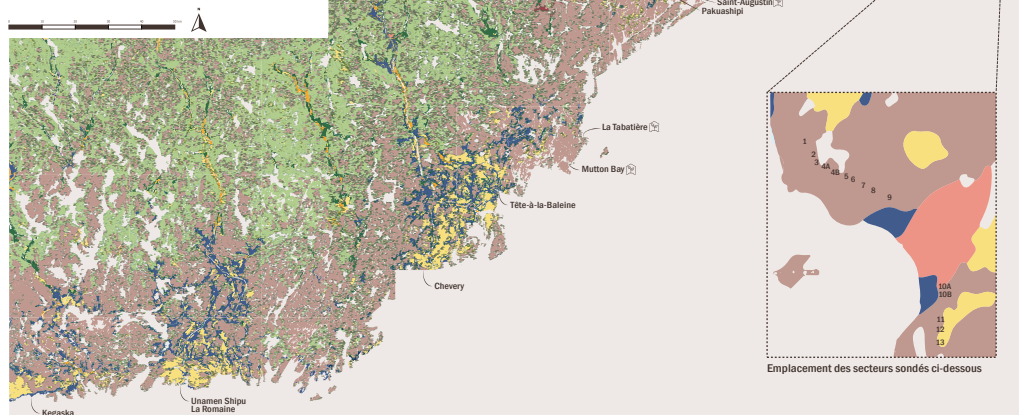 Saint-Augustin
Pakuashipi
La Tabatière
Mutton Bay
Tête-à-la-Baleine
Chevery
Unamen Shipu
La Romaine
Kegaska
1
2
3
4A
4B
5
6
7
8
9
10A
10B
11
12
13
Emplacement des secteurs sondés ci-dessous